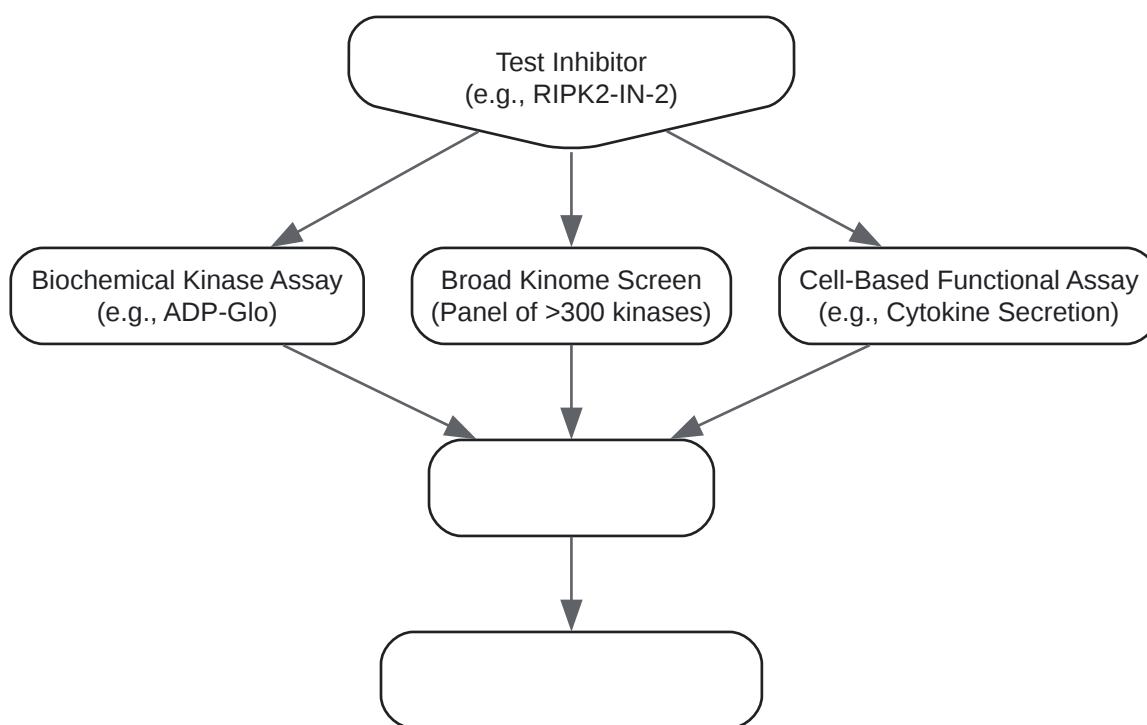 Test Inhibitor
(e.g., RIPK2-IN-2)
Biochemical Kinase Assay
(e.g., ADP-Glo)
Broad Kinome Screen
(Panel of >300 kinases)
Cell-Based Functional Assay
(e.g., Cytokine Secretion)